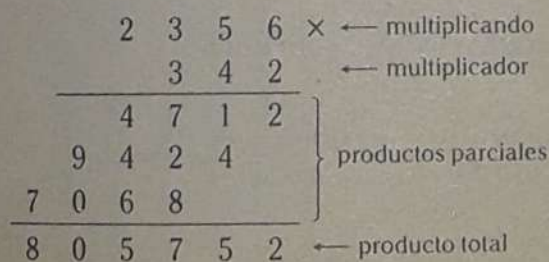 2 3 5 6 × ← multiplicando
3 4 2 ← multiplicador
4 7 1 2
9 4 2 4 productos parciales
7 0 6 8
8 0 5 7 5 2 ← producto total